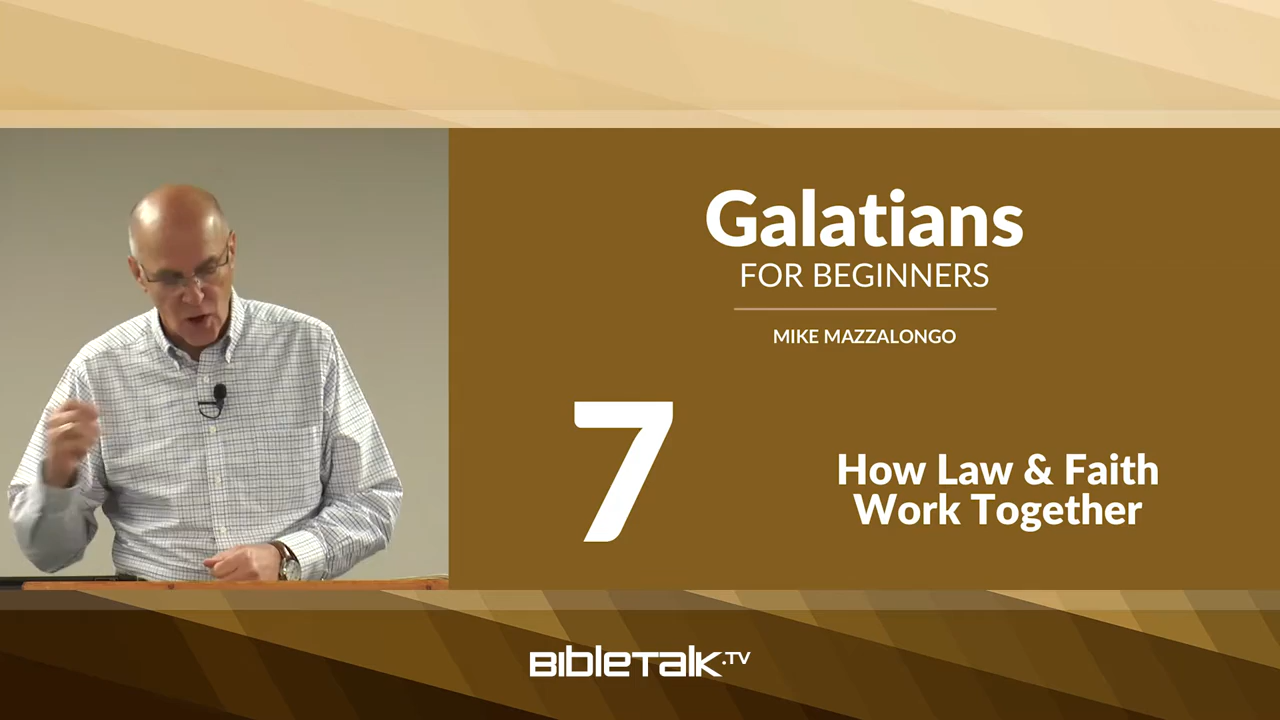 Galatians
FOR BEGINNERS
MIKE MAZZALONGO
7
How Law & Faith
Work Together
BIBLETALK.TV